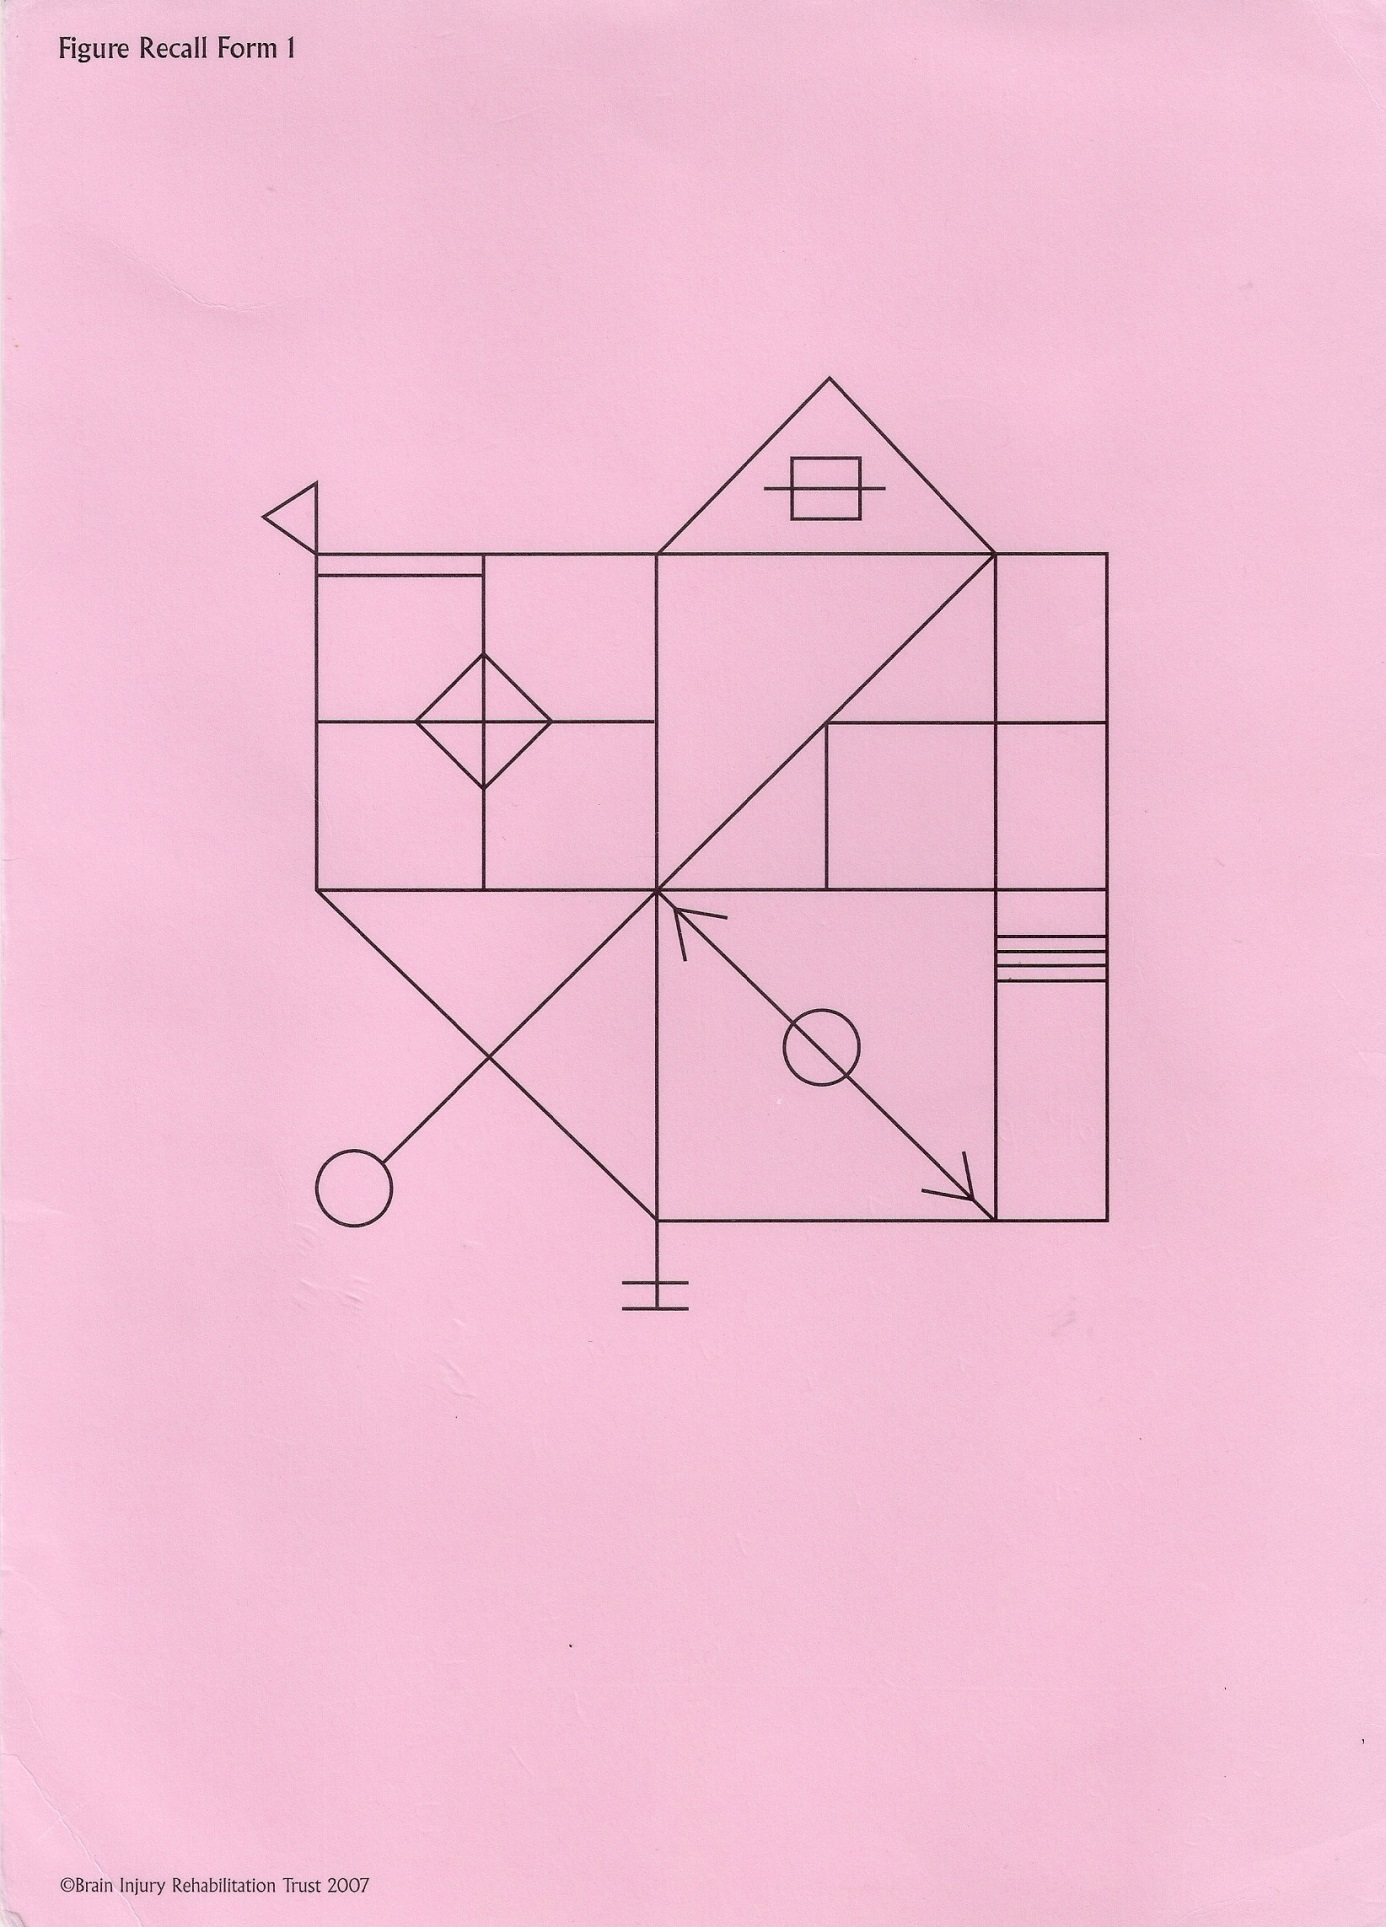 Figure Recall Form 1
©Brain Injury Rehabilitation Trust 2007